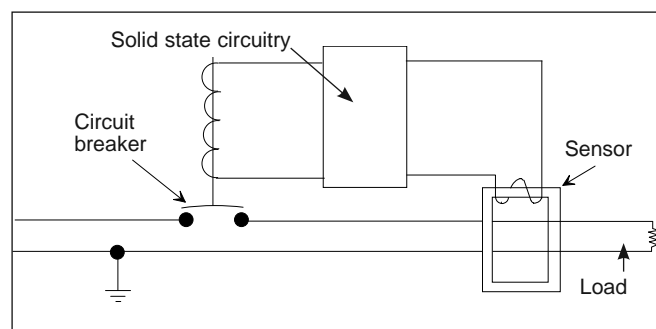 Solid state circuitry
Circuit
breaker
Sensor
Load